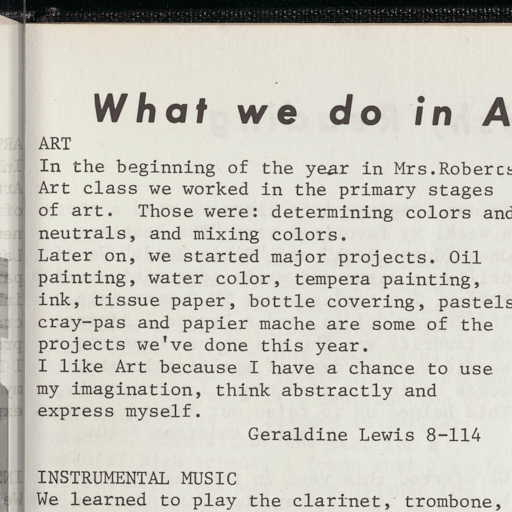 What we do in A
ART
In the beginning of the year in Mrs.Roberts
Art class we worked in the primary stages
of art. Those were: determining colors and
neutrals, and mixing colors.
Later on, we started major projects. Oil
painting, water color, tempera painting,
ink, tissue paper, bottle covering, pastels
cray-pas and papier mache are some of the
projects we've done this year.
I like Art because I have a chance to use
my imagination, think abstractly and
express myself.
Geraldine Lewis 8-114
INSTRUMENTAL MUSIC
We learned to play the clarinet, trombone,